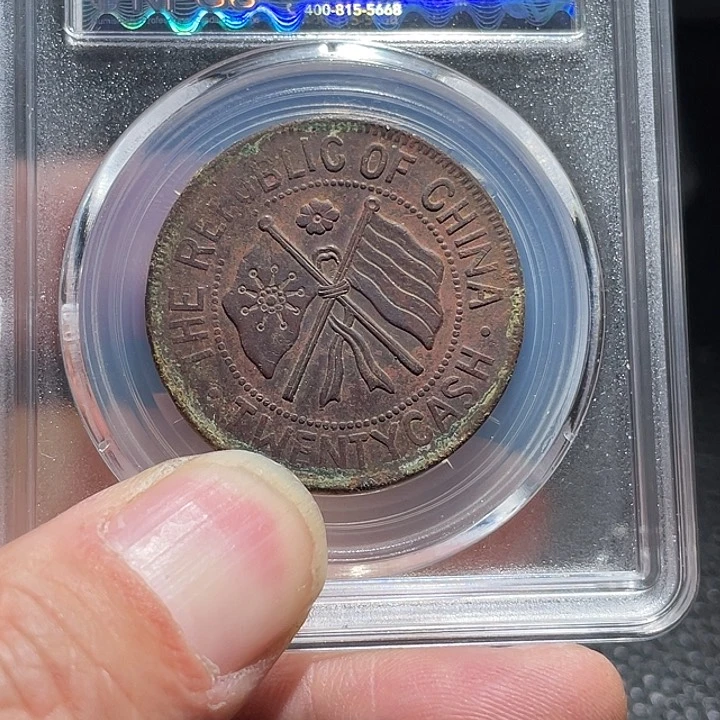 400-815-5668
THE REPUBLIC OF CHINA
TWENTY CASH